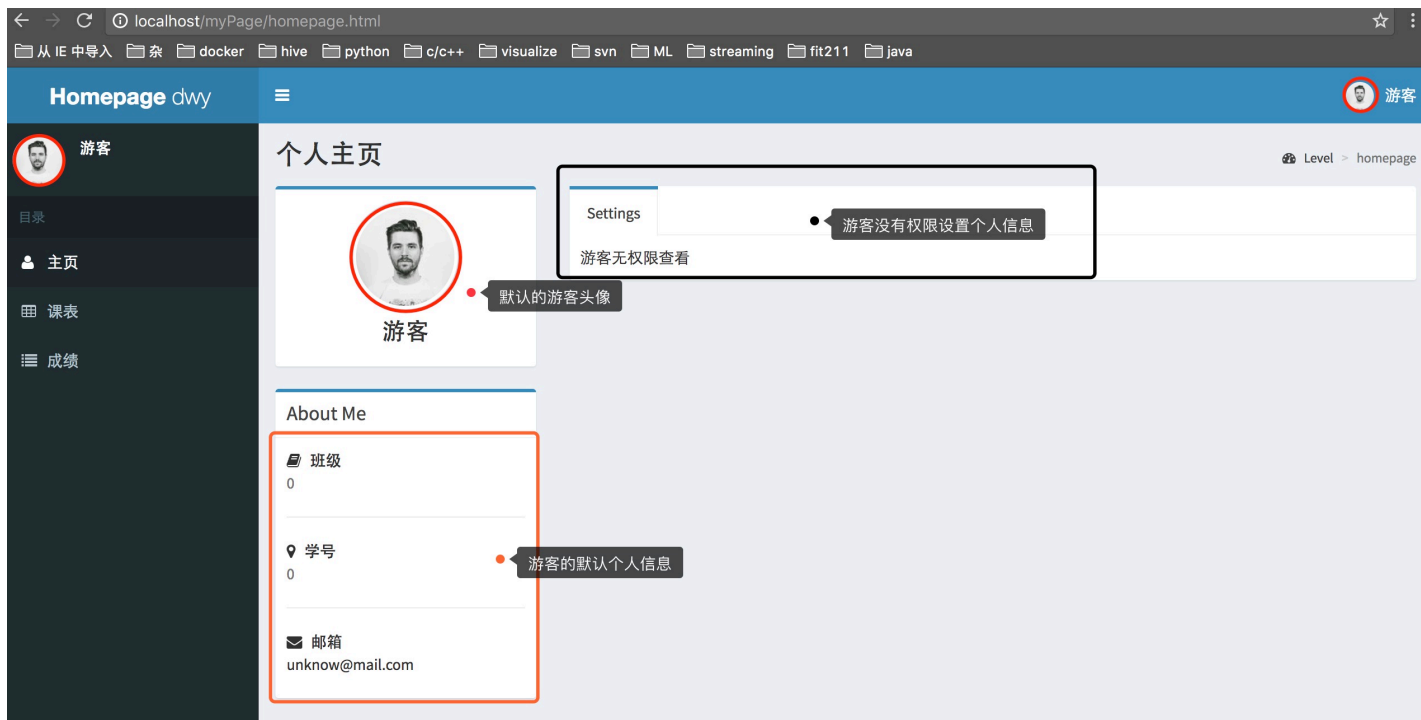 localhost/myPage/homepage.html
从 IE 中导入 杂 docker hive python c/c++ visualize svn ML streaming fit211 java
Homepage dwy
游客
游客
个人主页
Level > homepage
目录
主页
课表
成绩
游客
默认的游客头像
Settings
游客没有权限设置个人信息
游客无权限查看
About Me
班级
0
学号
0
游客的默认个人信息
邮箱
unknow@mail.com